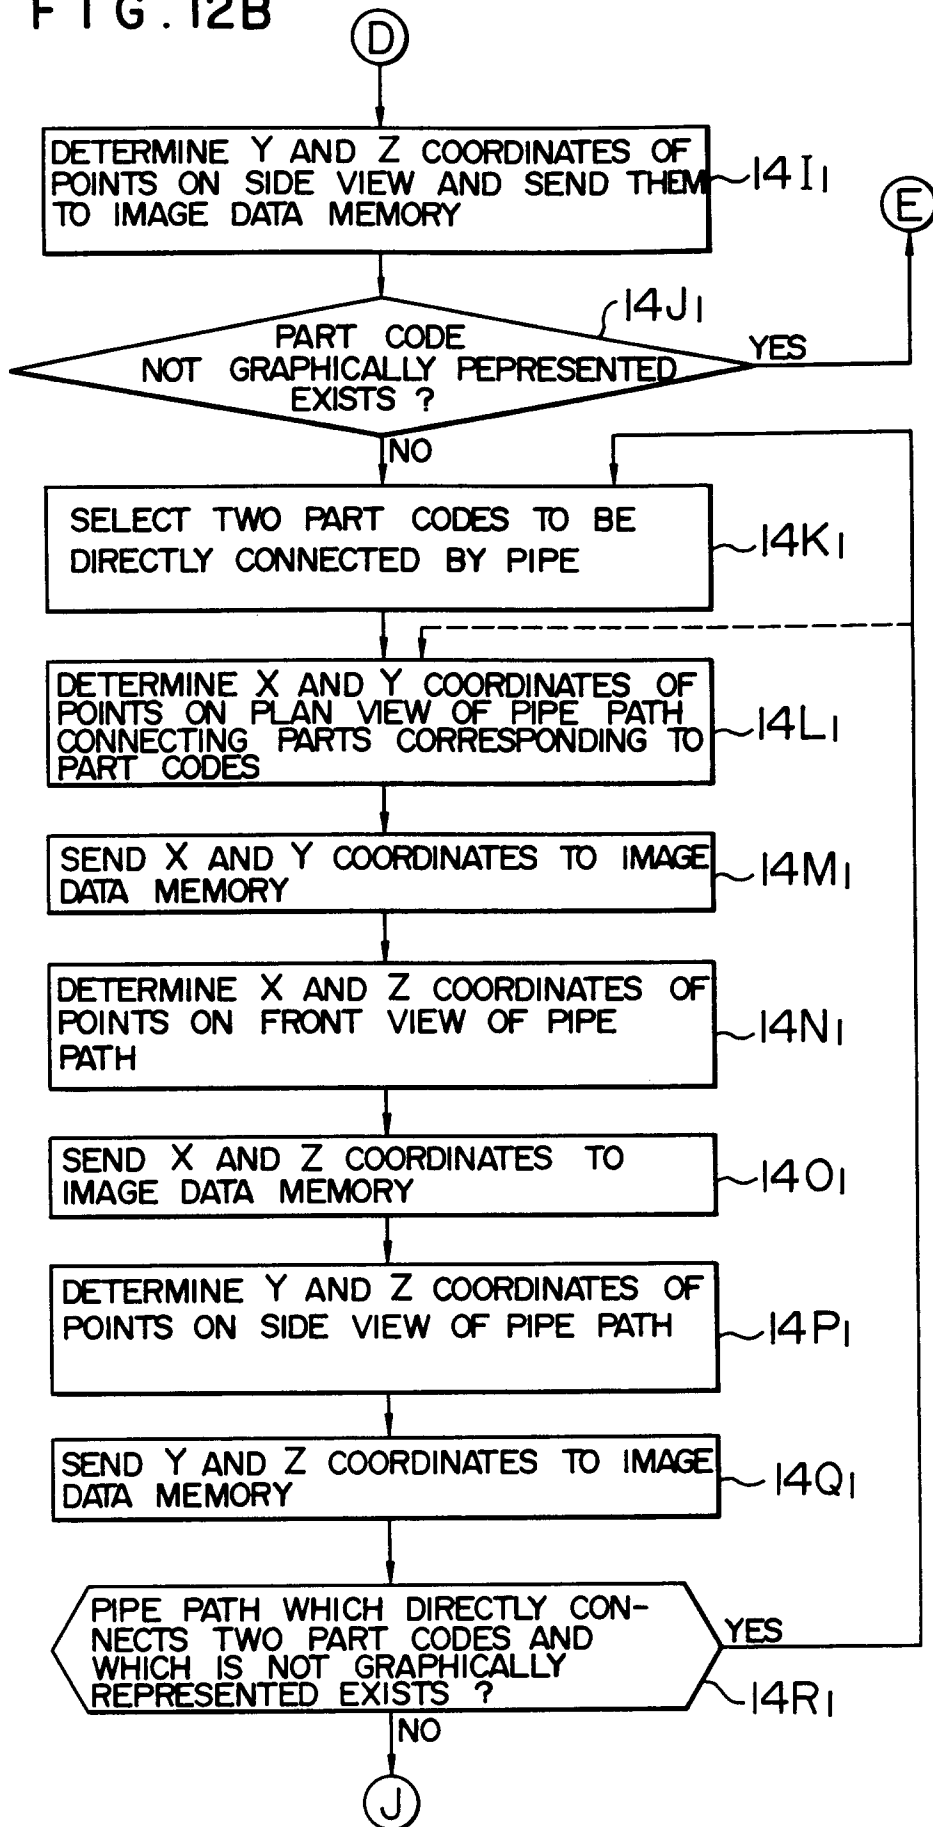 FIG.12B
D
DETERMINE Y AND Z COORDINATES OF
POINTS ON SIDE VIEW AND SEND THEM
TO IMAGE DATA MEMORY
14I1
E
14J1
PART CODE
NOT GRAPHICALLY PEPRESENTED
EXISTS ?
YES
NO
SELECT TWO PART CODES TO BE
DIRECTLY CONNECTED BY PIPE
14K1
DETERMINE X AND Y COORDINATES OF
POINTS ON PLAN VIEW OF PIPE PATH
CONNECTING PARTS CORRESPONDING TO
PART CODES
14L1
SEND X AND Y COORDINATES TO IMAGE
DATA MEMORY
14M1
DETERMINE X AND Z COORDINATES OF
POINTS ON FRONT VIEW OF PIPE
PATH
14N1
SEND X AND Z COORDINATES TO
IMAGE DATA MEMORY
14O1
DETERMINE Y AND Z COORDINATES OF
POINTS ON SIDE VIEW OF PIPE PATH
14P1
SEND Y AND Z COORDINATES TO IMAGE
DATA MEMORY
14Q1
PIPE PATH WHICH DIRECTLY CON-
NECTS TWO PART CODES AND
WHICH IS NOT GRAPHICALLY
REPRESENTED EXISTS ?
YES
14R1
NO
J